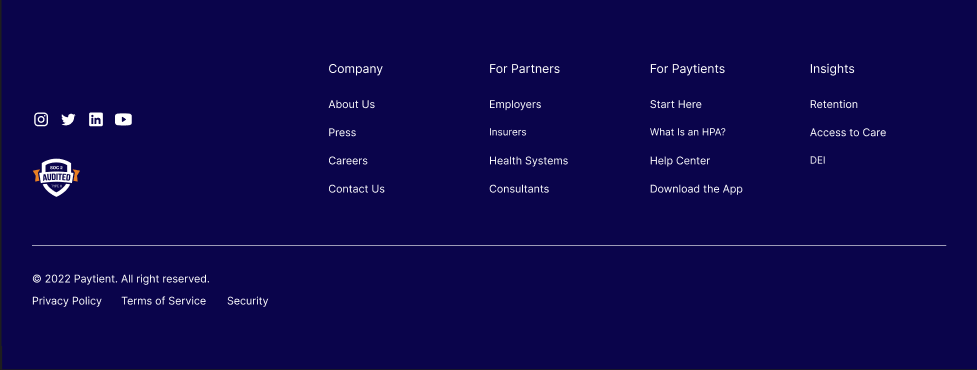 Company
About Us
Press
Careers
Contact Us
For Partners
Employers
Insurers
Health Systems
Consultants
For Paytients
Start Here
What Is an HPA?
Help Center
Download the App
Insights
Retention
Access to Care
DEI
SOC 2
AUDITED
© 2022 Paytient. All right reserved.
Privacy Policy Terms of Service Security